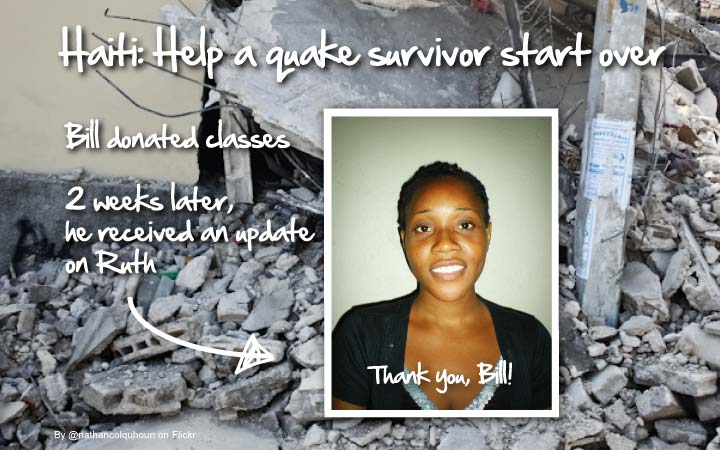 Haiti: Help a quake survivor start over
Bill donated classes
2 weeks later,
he received an update
on Ruth
Thank you, Bill!
By @nathancolquhoun on Flickr